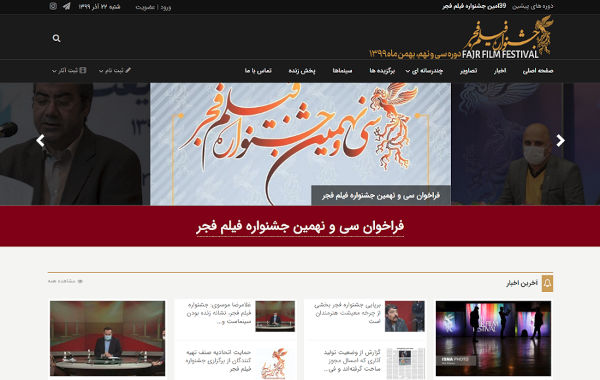 دوره های پیشین
39امین جشنواره فیلم فجر
ورود | عضویت
شنبه ۲۲ آذر ۱۳۹۹
جشنواره فیلم فجر
FAJR FILM FESTIVAL دوره سی و نهم، بهمن ماه ۱۳۹۹
صفحه اصلی
اخبار
تصاویر
چندرسانه ای
برگزیده ها
سینماها
پخش زنده
تماس با ما
ثبت نام
ثبت آثار
سی و نهمین جشنواره فیلم فجر
فراخوان سی و نهمین جشنواره فیلم فجر
فراخوان سی و نهمین جشنواره فیلم فجر
آخرین اخبار
مشاهده همه
برپایی جشنواره فجر بخشی
از چرخه معیشت هنرمندان
است
گزارش از وضعیت تولید
آثاری که امسال مجوز
ساخت گرفته‌اند و فی...
غلامرضا موسوی: جشنواره
فیلم فجر، نشانه زنده بودن
سینماست و...
حمایت اتحادیه صنف تهیه
کنندگان از برگزاری جشنواره
فیلم فجر
ISNA PHOTO